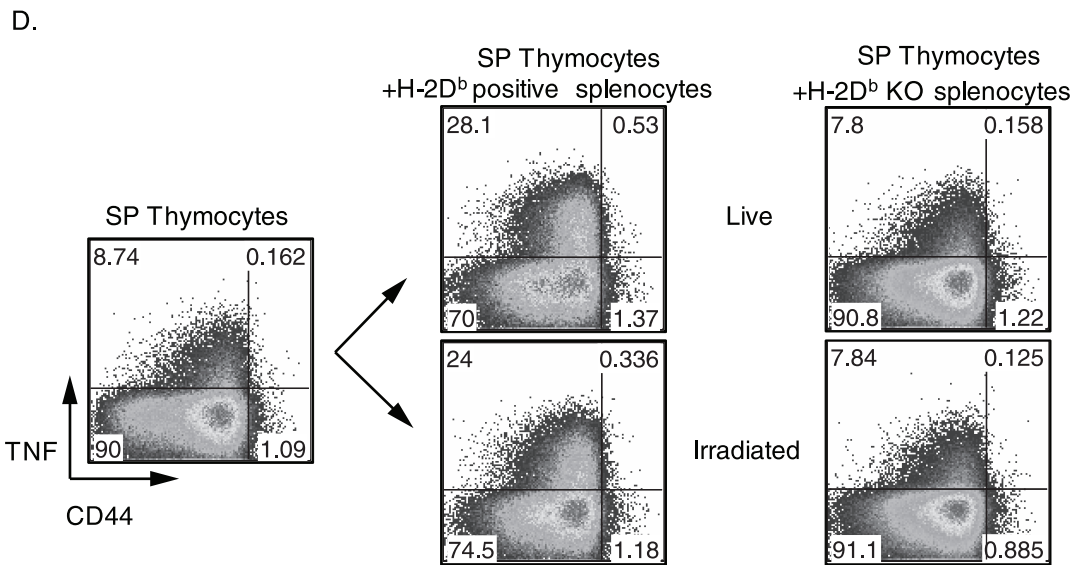 D.
SP Thymocytes
+H-2Dᵇ positive splenocytes
SP Thymocytes
+H-2Dᵇ KO splenocytes
28.1 0.53
70 1.37
Live
7.8 0.158
90.8 1.22
SP Thymocytes
8.74 0.162
90 1.09
TNF
CD44
24 0.336
74.5 1.18
Irradiated
7.84 0.125
91.1 0.885